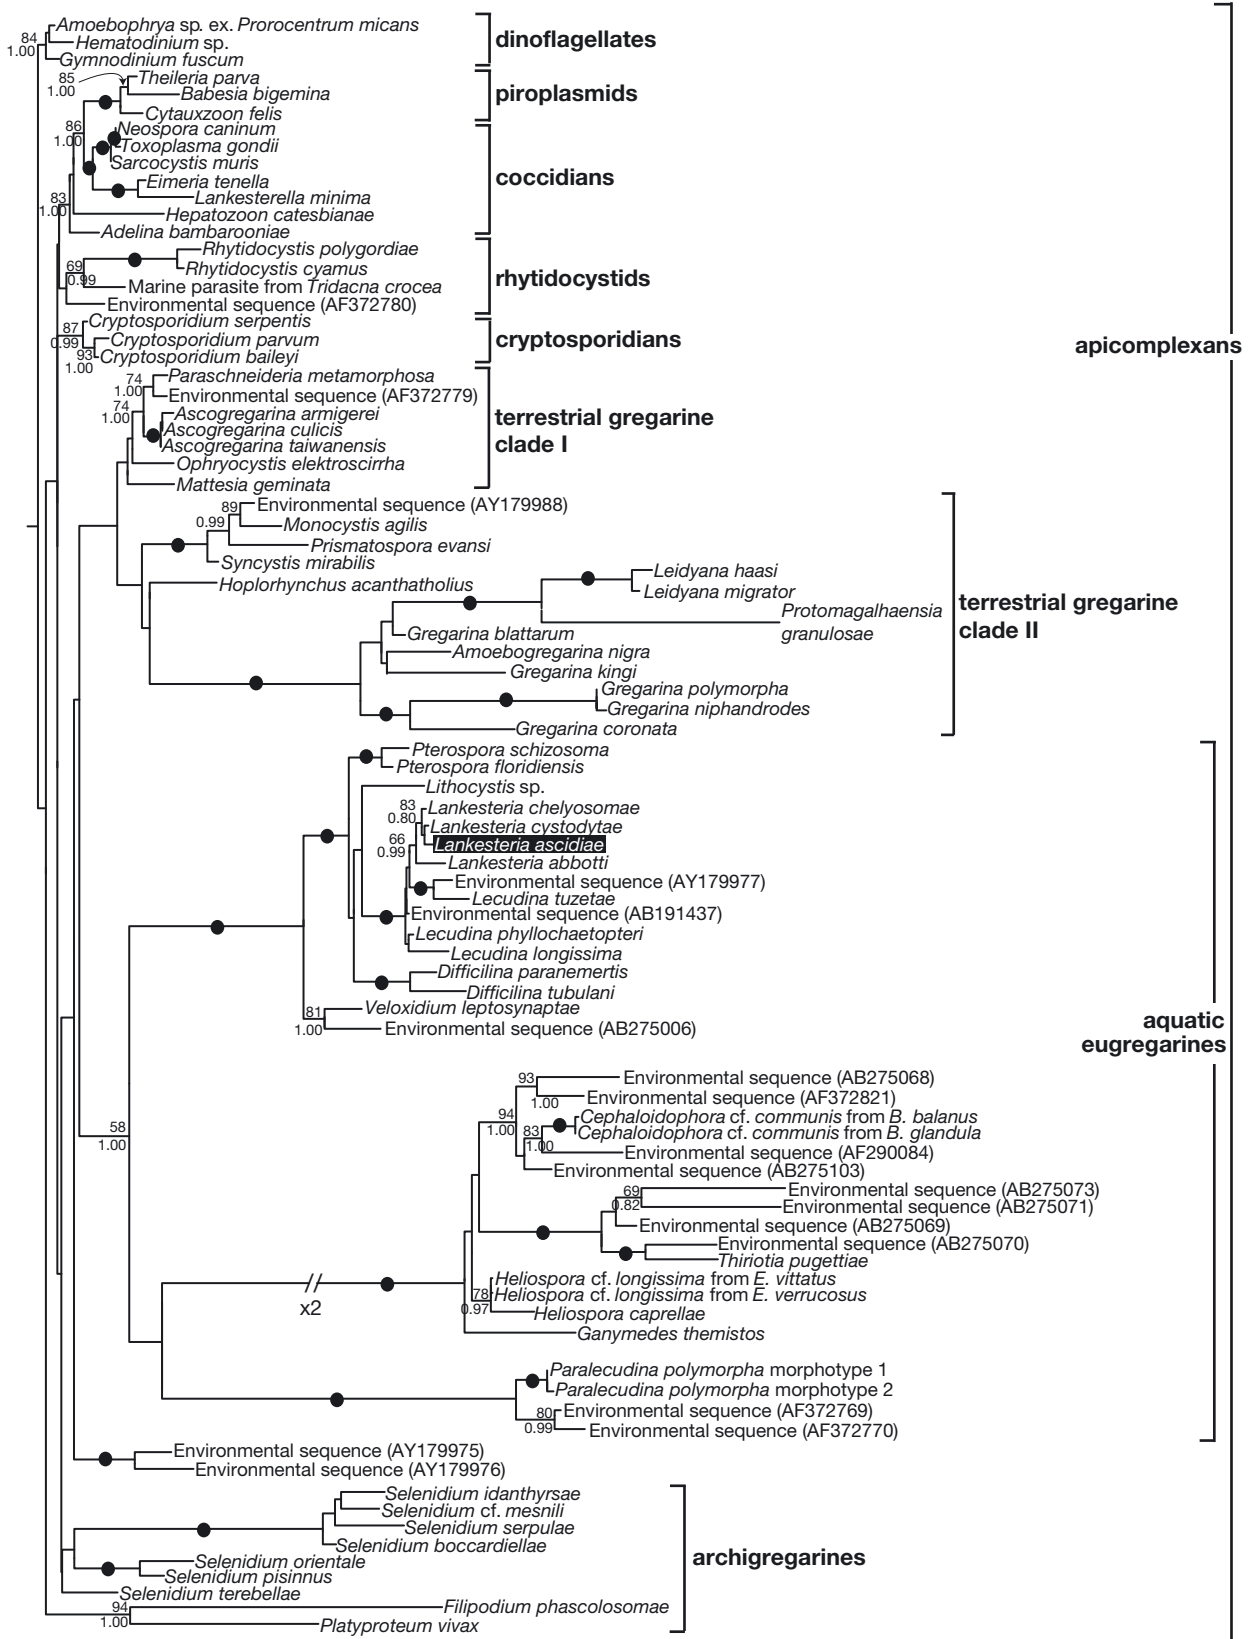 Amoebophrya sp. ex. Prorocentrum micans
84
1.00
Hematodinium sp.
Gymnodinium fuscum
dinoflagellates
85
1.00
Theileria parva
Babesia bigemina
Cytauxzoon felis
piroplasmids
86
1.00
Neospora caninum
Toxoplasma gondii
Sarcocystis muris
Eimeria tenella
Lankesterella minima
Hepatozoon catesbianae
Adelina bambarooniae
coccidians
83
1.00
Rhytidocystis polygordiae
Rhytidocystis cyamus
69
0.99
Marine parasite from Tridacna crocea
Environmental sequence (AF372780)
rhytidocystids
Cryptosporidium serpentis
87
0.99
Cryptosporidium parvum
93
1.00
Cryptosporidium baileyi
cryptosporidians
apicomplexans
Paraschneideria metamorphosa
74
1.00
Environmental sequence (AF372779)
74
1.00
Ascogregarina armigerei
Ascogregarina culicis
Ascogregarina taiwanensis
Ophryocystis elektroscirrha
Mattesia geminata
terrestrial gregarine
clade I
89
0.99
Environmental sequence (AY179988)
Monocystis agilis
Prismatospora evansi
Syncystis mirabilis
Hoplorhynchus acanthatholius
Leidyana haasi
Leidyana migrator
Protomagalhaensia
granulosae
Gregarina blattarum
Amoebogregarina nigra
Gregarina kingi
Gregarina polymorpha
Gregarina niphandrodes
Gregarina coronata
terrestrial gregarine
clade II
Pterospora schizosoma
Pterospora floridiensis
Lithocystis sp.
83
0.80
Lankesteria chelyosomae
Lankesteria cystodytae
66
0.99
Lankesteria ascidiae
Lankesteria abbotti
Environmental sequence (AY179977)
Lecudina tuzetae
Environmental sequence (AB191437)
Lecudina phyllochaetopteri
Lecudina longissima
Difficilina paranemertis
Difficilina tubulani
81
1.00
Veloxidium leptosynaptae
Environmental sequence (AB275006)
aquatic
eugregarines
58
1.00
93
1.00
Environmental sequence (AB275068)
Environmental sequence (AF372821)
94
1.00
Cephaloidophora cf. communis from B. balanus
Cephaloidophora cf. communis from B. glandula
83
1.00
Environmental sequence (AF290084)
Environmental sequence (AB275103)
69
0.82
Environmental sequence (AB275073)
Environmental sequence (AB275071)
Environmental sequence (AB275069)
Environmental sequence (AB275070)
Thiriotia pugettiae
x2
Heliospora cf. longissima from E. vittatus
78
0.97
Heliospora cf. longissima from E. verrucosus
Heliospora caprellae
Ganymedes themistos
Paralecudina polymorpha morphotype 1
Paralecudina polymorpha morphotype 2
80
0.99
Environmental sequence (AF372769)
Environmental sequence (AF372770)
Environmental sequence (AY179975)
Environmental sequence (AY179976)
Selenidium idanthyrsae
Selenidium cf. mesnili
Selenidium serpulae
Selenidium boccardiellae
Selenidium orientale
Selenidium pisinnus
Selenidium terebellae
94
1.00
Filipodium phascolosomae
Platyproteum vivax
archigregarines